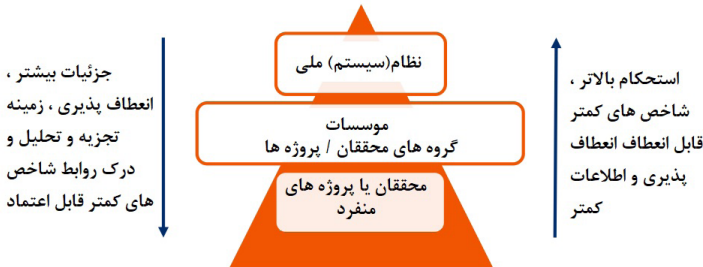 نظام(سیستم) ملی
موسسات
گروه های محققان / پروژه ها
محققان یا پروژه های
منفرد
استحکام بالاتر ،
شاخص های کمتر
قابل انعطاف انعطاف
پذیری و اطلاعات
کمتر
جزئیات بیشتر ،
انعطاف پذیری ، زمینه
تجزیه و تحلیل و
درک روابط شاخص
های کمتر قابل اعتماد